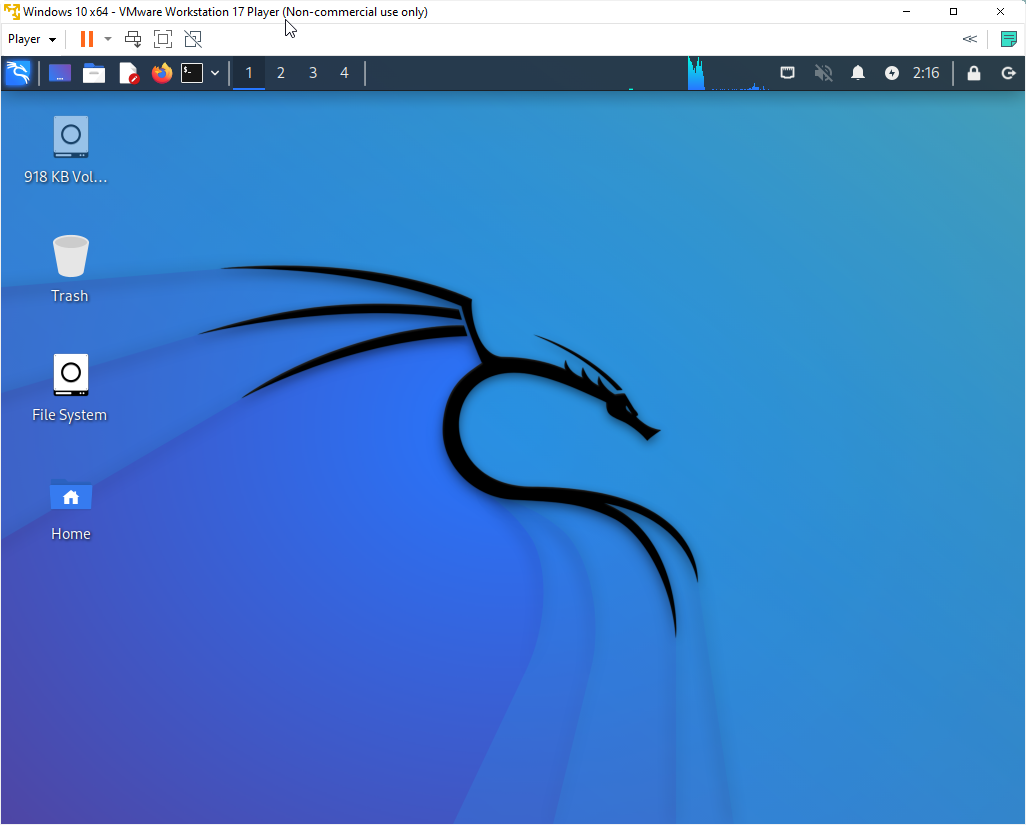 Windows 10 x64 - VMware Workstation 17 Player (Non-commercial use only)
Player
1 2 3 4 2:16
918 KB Vol...
Trash
File System
Home